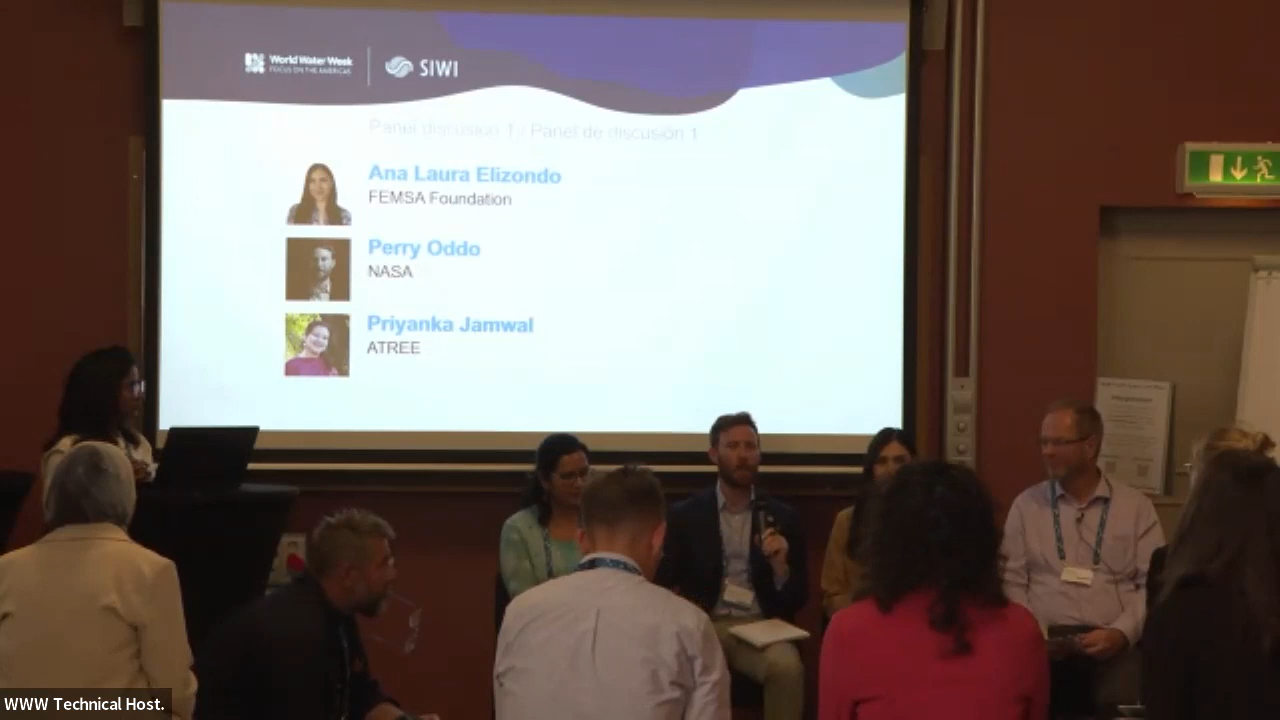 World Water Week
FOCUS ON THE AMERICAS
SIWI
Panel discusion 1 / Panel de discusión 1
Ana Laura Elizondo
FEMSA Foundation
Perry Oddo
NASA
Priyanka Jamwal
ATREE
WWW Technical Host.